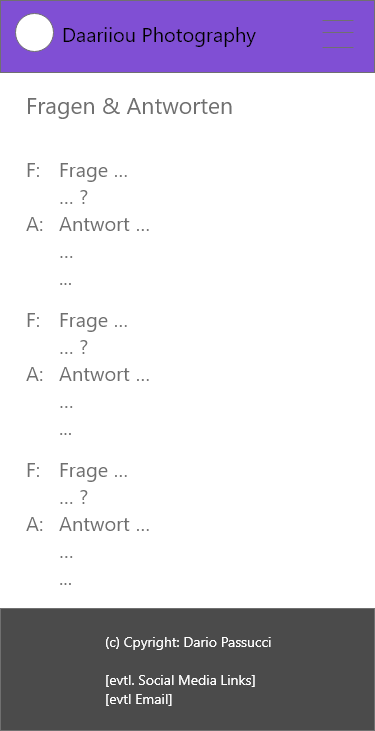 Daariiou Photography
Fragen & Antworten
F: Frage ...
... ?
A: Antwort ...
...
...
F: Frage ...
... ?
A: Antwort ...
...
...
F: Frage ...
... ?
A: Antwort ...
...
...
(c) Cpyright: Dario Passucci
[evtl. Social Media Links]
[evtl Email]